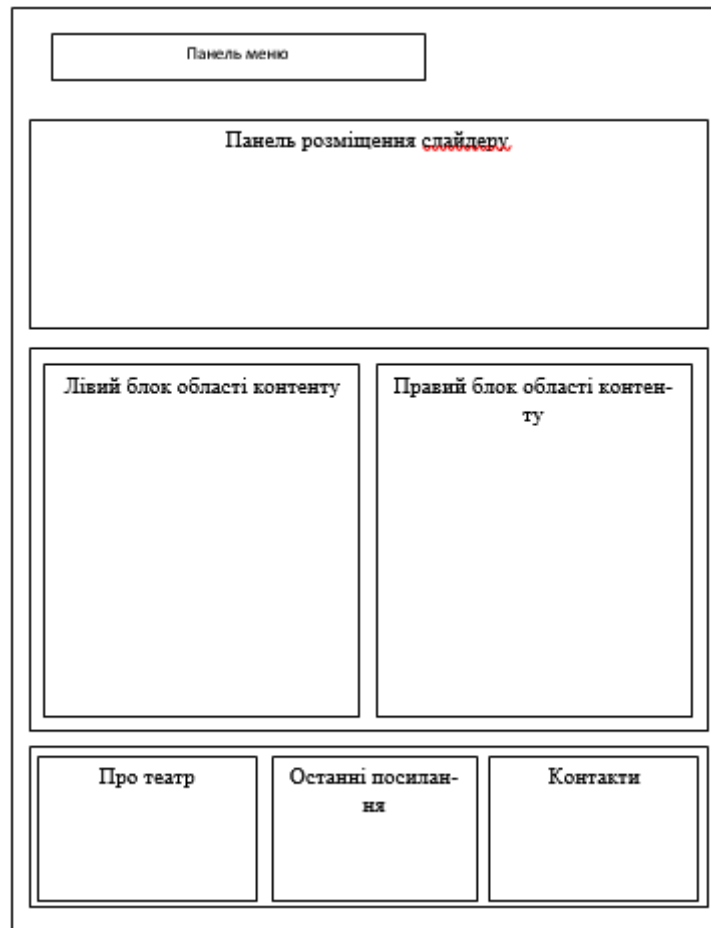 Панель меню
Панель розміщення слайдеру
Лівий блок області контенту
Правий блок області контен-
ту
Про театр
Останні посилан-
ня
Контакти